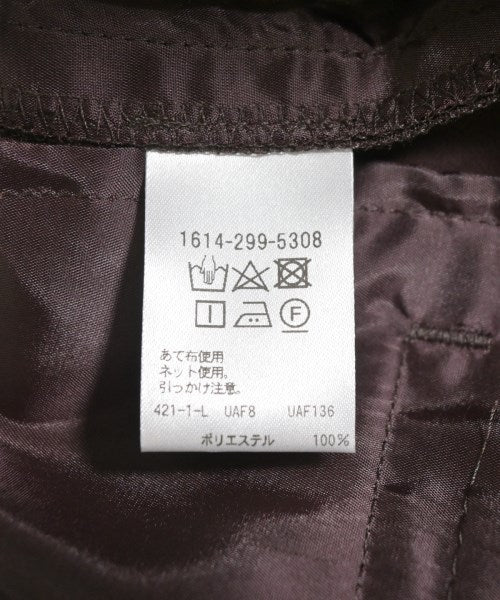 1614-299-5308
F
あて布使用
ネット使用。
引っかけ注意。
421-1-L UAF8 UAF136
ポリエステル 100%